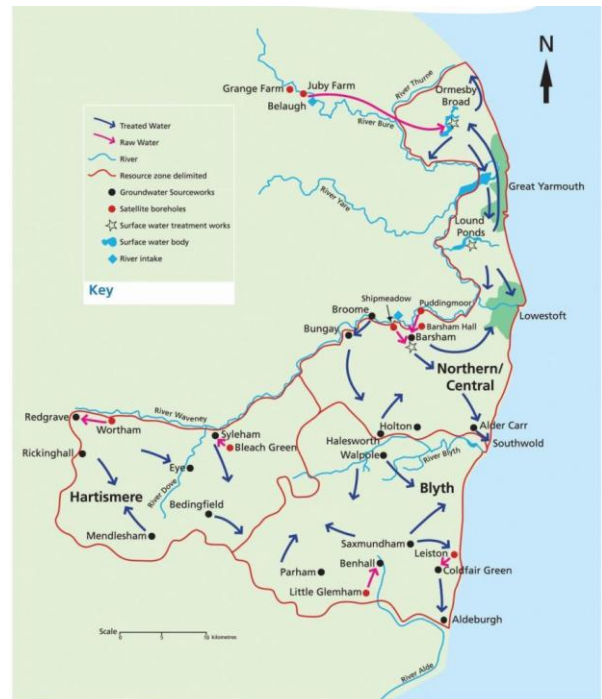 N
River Thurne
Ormesby
Broad
Grange Farm
Juby Farm
Belaugh
River Bure
Key
Treated Water
Raw Water
River
Resource zone delimited
Groundwater Sourceworks
Satellite boreholes
Surface water treatment works
Surface water body
River intake
Great Yarmouth
River Yare
Lound
Ponds
Lowestoft
Puddingmoor
Shipmeadow
Broome
Barsham Hall
Barsham
Bungay
Northern/
Central
River Waveney
Redgrave
Wortham
Syleham
Bleach Green
Holton
Alder Carr
Southwold
Halesworth
Walpole
River Blyth
Rickinghall
Eye
River Dove
Hartismere
Blyth
Bedingfield
Mendlesham
Saxmundham
Leiston
Benhall
Coldfair Green
Parham
Little Glemham
Aldeburgh
River Alde
Scale
0 5 10
kilometres